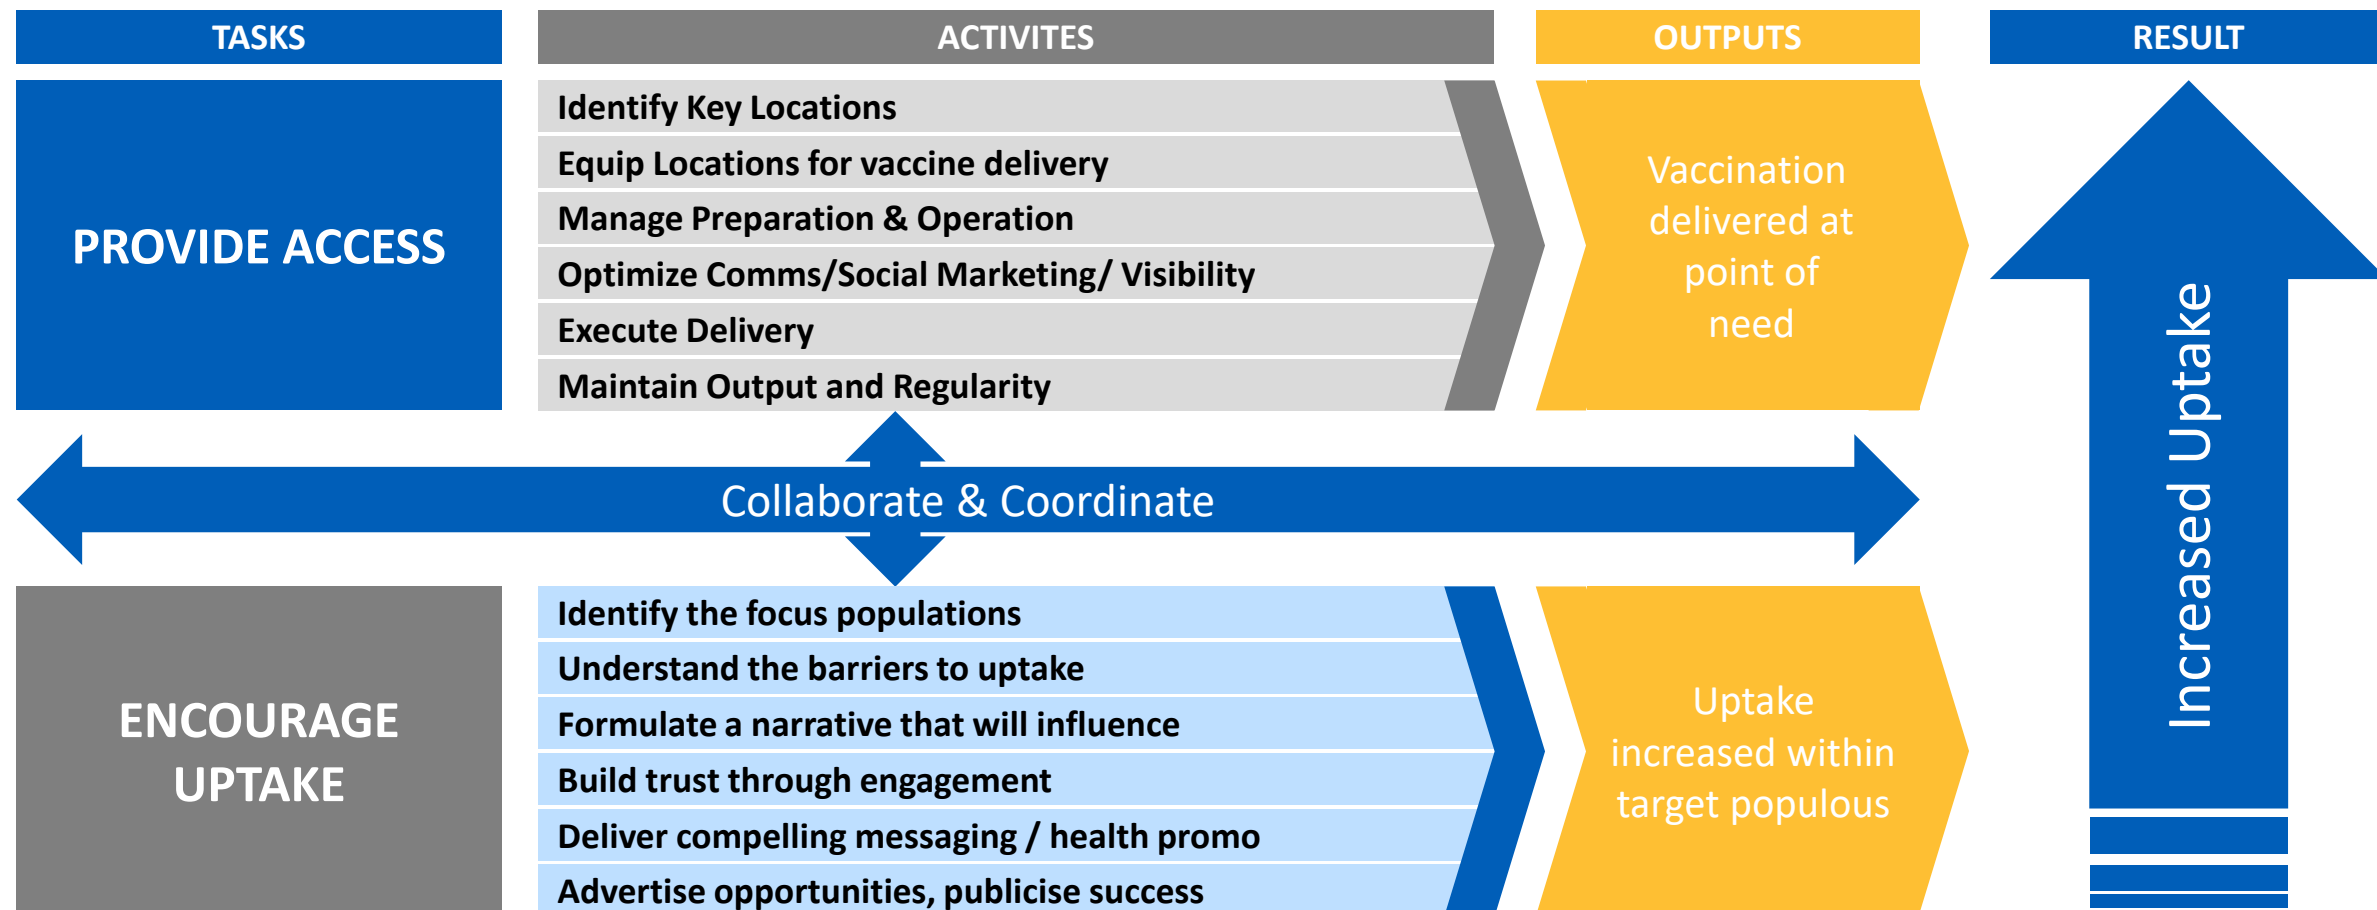 TASKS
ACTIVITES
OUTPUTS
RESULT
PROVIDE ACCESS
Identify Key Locations
Equip Locations for vaccine delivery
Manage Preparation & Operation
Optimize Comms/Social Marketing/ Visibility
Execute Delivery
Maintain Output and Regularity
Vaccination
delivered at
point of
need
Collaborate & Coordinate
ENCOURAGE
UPTAKE
Identify the focus populations
Understand the barriers to uptake
Formulate a narrative that will influence
Build trust through engagement
Deliver compelling messaging / health promo
Advertise opportunities, publicise success
Uptake
increased within
target populous
Increased Uptake